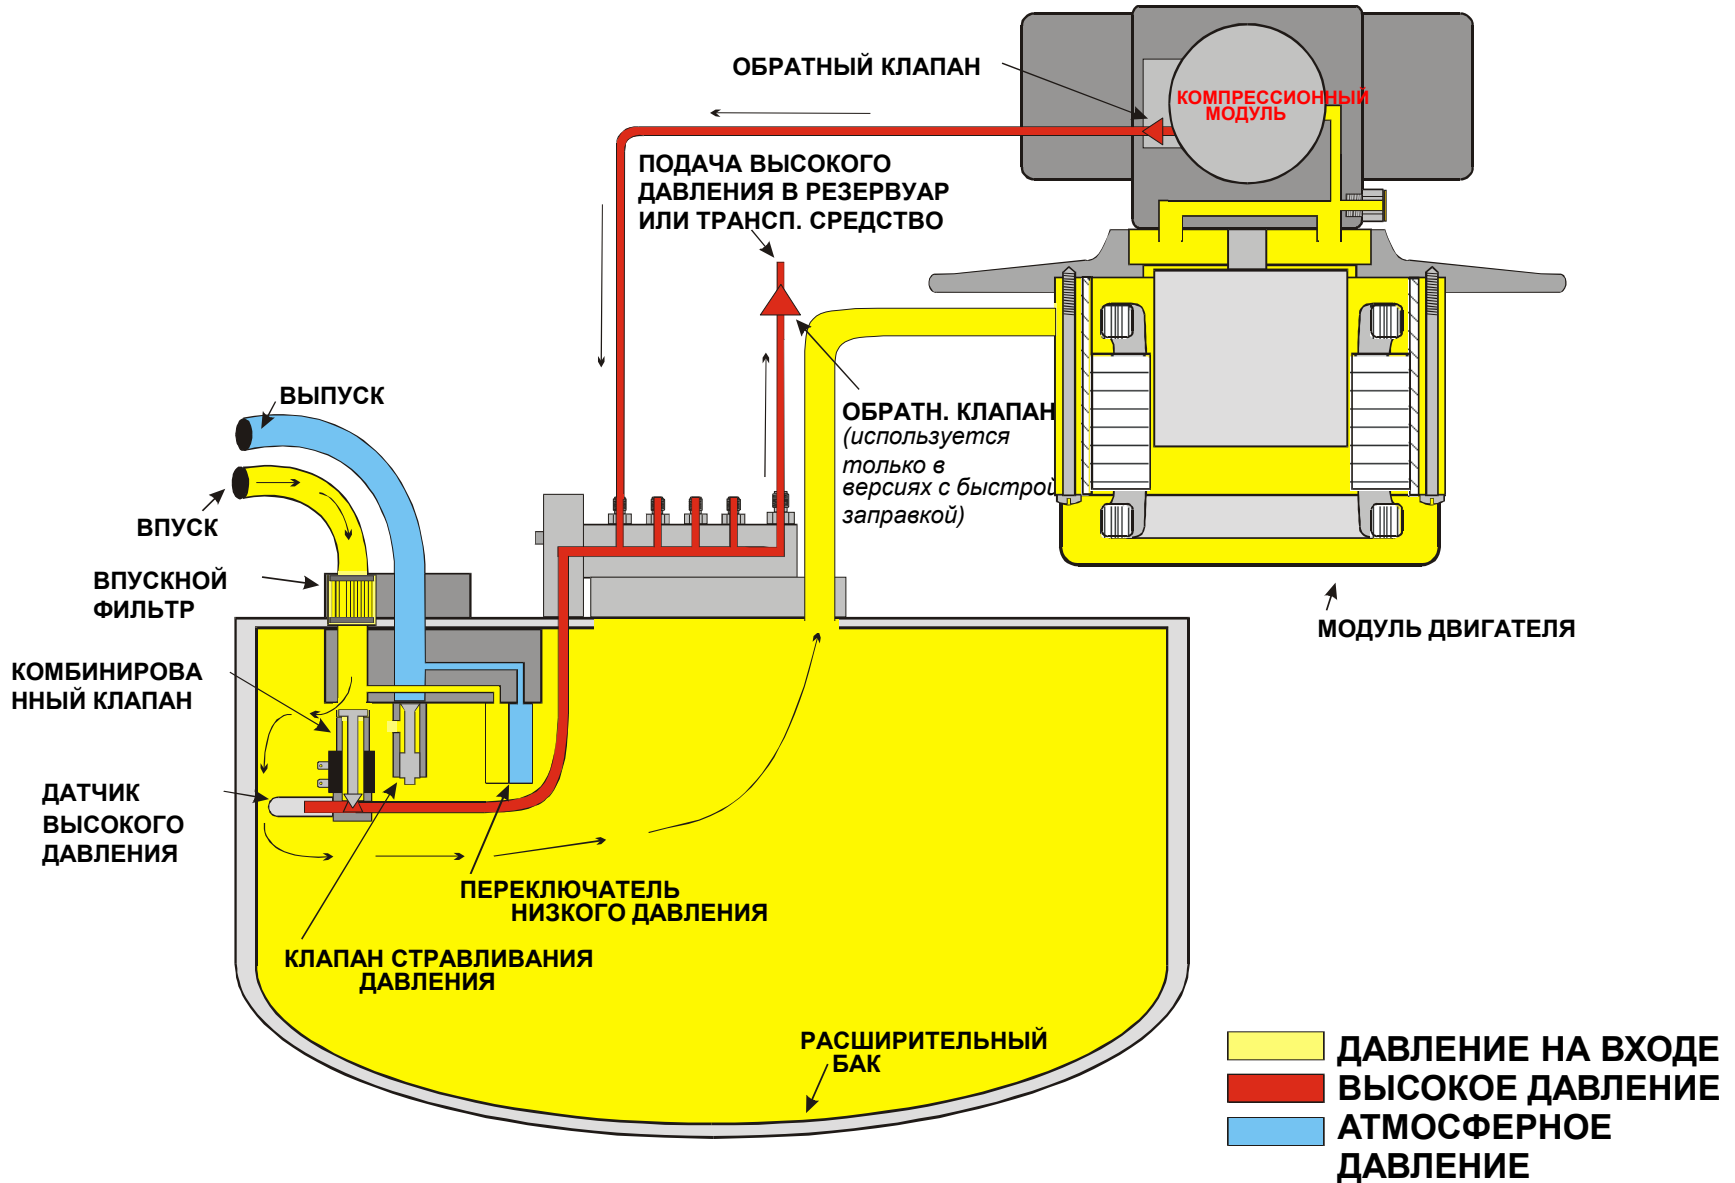 ОБРАТНЫЙ КЛАПАН
КОМПРЕССИОННЫЙ
МОДУЛЬ
ПОДАЧА ВЫСОКОГО
ДАВЛЕНИЯ В РЕЗЕРВУАР
ИЛИ ТРАНСП. СРЕДСТВО
ВЫПУСК
ОБРАТН. КЛАПАН
(используется
только в
версиях с быстрой
заправкой)
ВПУСК
ВПУСКНОЙ
ФИЛЬТР
МОДУЛЬ ДВИГАТЕЛЯ
КОМБИНИРОВА
ННЫЙ КЛАПАН
ДАТЧИК
ВЫСОКОГО
ДАВЛЕНИЯ
ПЕРЕКЛЮЧАТЕЛЬ
НИЗКОГО ДАВЛЕНИЯ
КЛАПАН СТРАВЛИВАНИЯ
ДАВЛЕНИЯ
РАСШИРИТЕЛЬНЫЙ
БАК
ДАВЛЕНИЕ НА ВХОДЕ
ВЫСОКОЕ ДАВЛЕНИЕ
АТМОСФЕРНОЕ
ДАВЛЕНИЕ